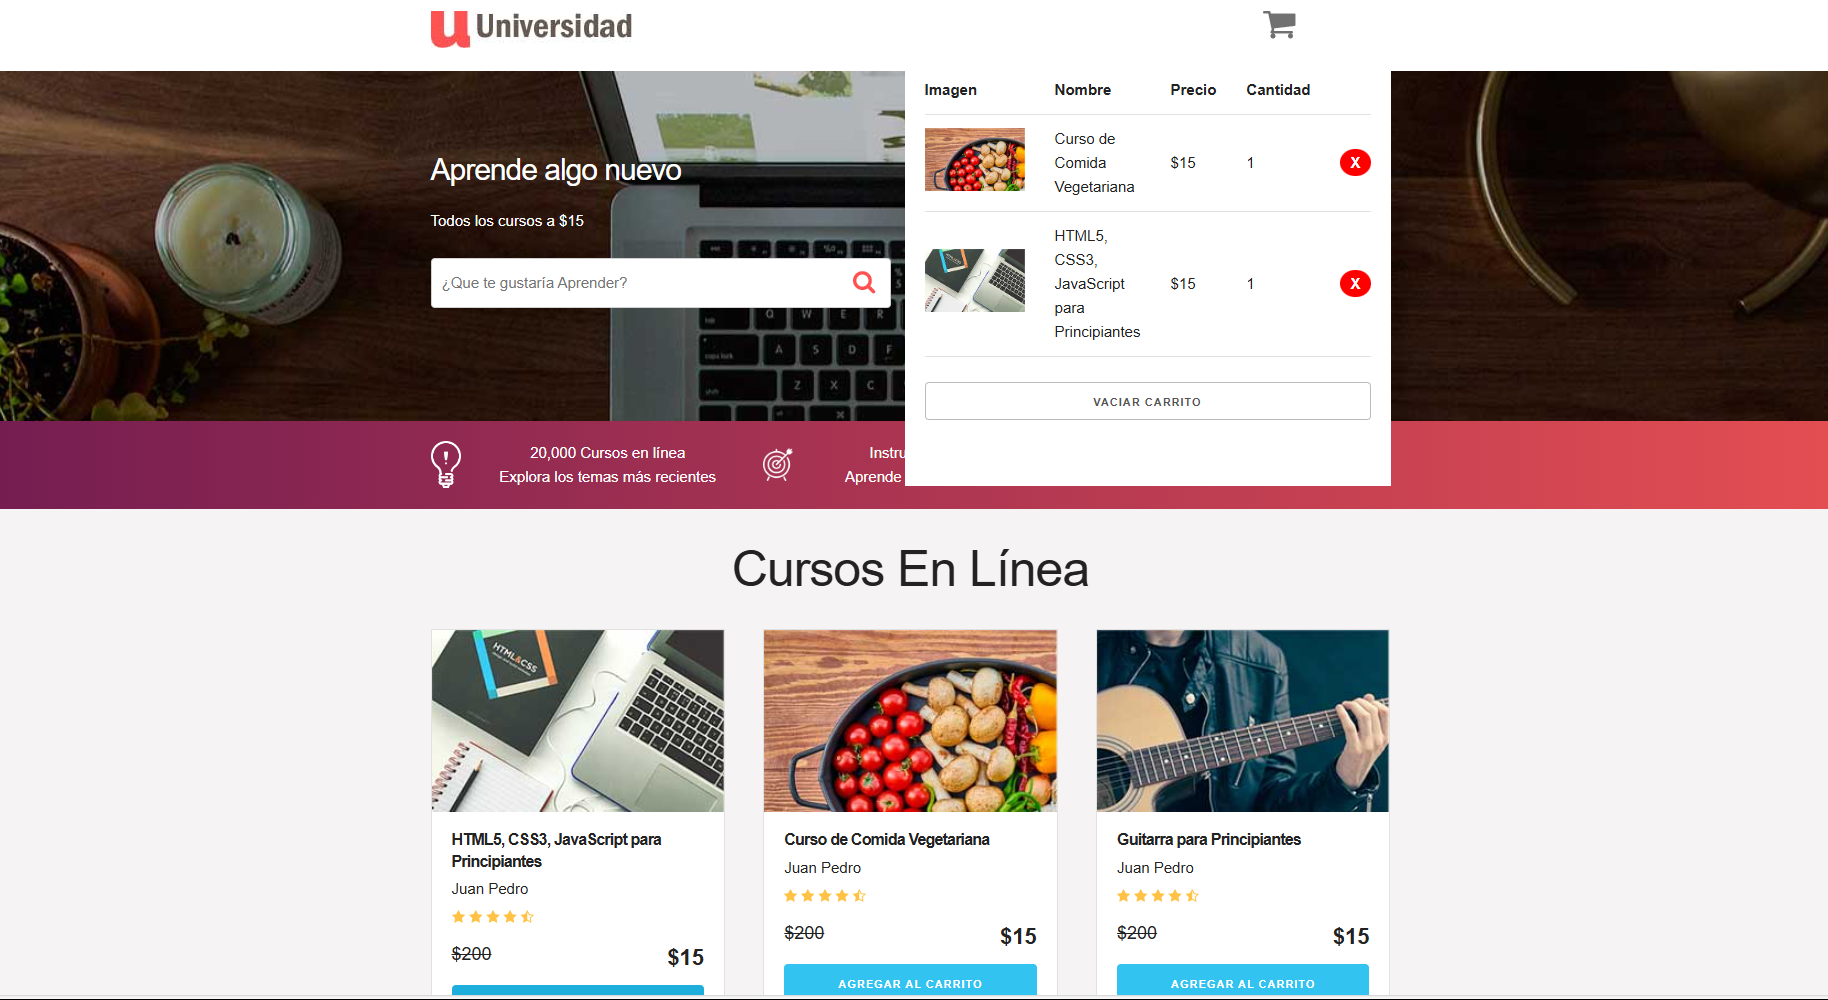 Universidad
Imagen Nombre Precio Cantidad
Curso de
Comida
Vegetariana
$15 1 X
HTML5,
CSS3,
JavaScript
para
Principiantes
$15 1 X
VACIAR CARRITO
Aprende algo nuevo
Todos los cursos a $15
¿Que te gustaría Aprender?
20,000 Cursos en línea
Explora los temas más recientes
Instru
Aprende
Cursos En Línea
HTML&CSS
HTML5, CSS3, JavaScript para
Principiantes
Juan Pedro
$200 $15
Curso de Comida Vegetariana
Juan Pedro
$200 $15
AGREGAR AL CARRITO
Guitarra para Principiantes
Juan Pedro
$200 $15
AGREGAR AL CARRITO